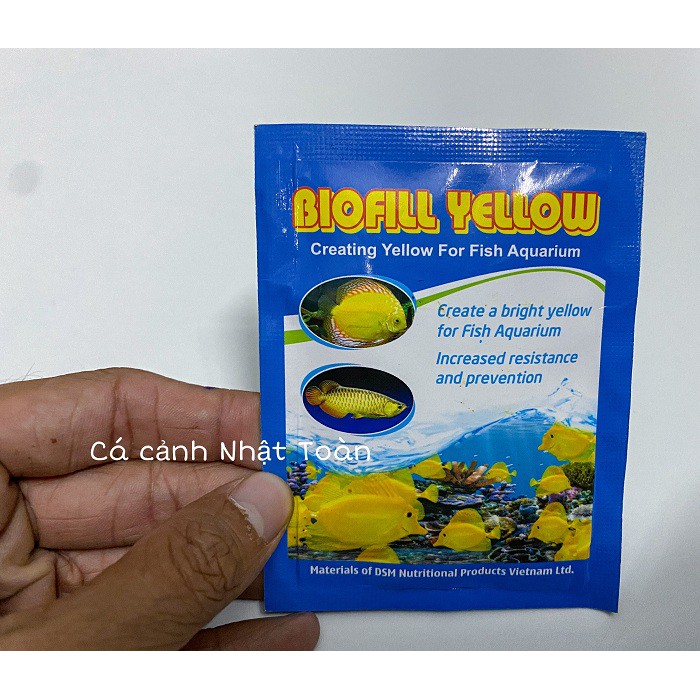 BIOFILL YELLOW
Creating Yellow For Fish Aquarium
Create a bright yellow
for Fish Aquarium
Increased resistance
and prevention
Cá cảnh Nhật Toàn
Materials of DSM Nutritional Products Vietnam Ltd.